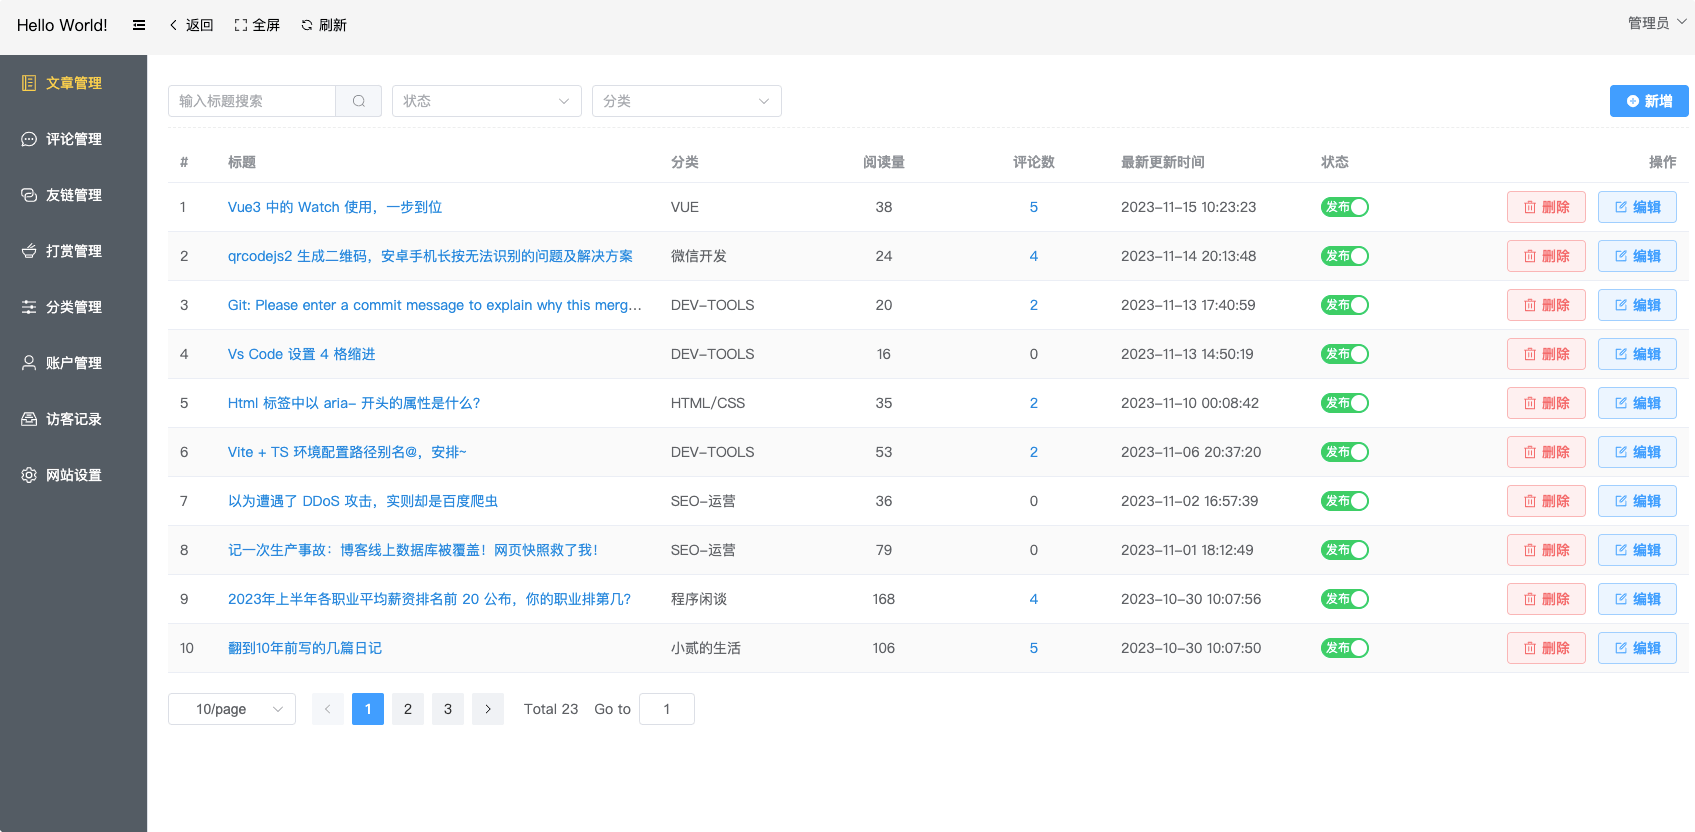 Hello World! 返回 全屏 刷新 管理员
文章管理
评论管理
友链管理
打赏管理
分类管理
账户管理
访客记录
网站设置
输入标题搜索 状态 分类 新增
# 标题 分类 阅读量 评论数 最新更新时间 状态 操作
1 Vue3 中的 Watch 使用，一步到位 VUE 38 5 2023-11-15 10:23:23 发布 删除 编辑
2 qrcodejs2 生成二维码，安卓手机长按无法识别的问题及解决方案 微信开发 24 4 2023-11-14 20:13:48 发布 删除 编辑
3 Git: Please enter a commit message to explain why this merg... DEV-TOOLS 20 2 2023-11-13 17:40:59 发布 删除 编辑
4 Vs Code 设置 4 格缩进 DEV-TOOLS 16 0 2023-11-13 14:50:19 发布 删除 编辑
5 Html 标签中以 aria- 开头的属性是什么？ HTML/CSS 35 2 2023-11-10 00:08:42 发布 删除 编辑
6 Vite + TS 环境配置路径别名@，安排~ DEV-TOOLS 53 2 2023-11-06 20:37:20 发布 删除 编辑
7 以为遭遇了 DDoS 攻击，实则却是百度爬虫 SEO-运营 36 0 2023-11-02 16:57:39 发布 删除 编辑
8 记一次生产事故：博客线上数据库被覆盖！网页快照救了我！ SEO-运营 79 0 2023-11-01 18:12:49 发布 删除 编辑
9 2023年上半年各职业平均薪资排名前 20 公布，你的职业排第几？ 程序闲谈 168 4 2023-10-30 10:07:56 发布 删除 编辑
10 翻到10年前写的几篇日记 小贰的生活 106 5 2023-10-30 10:07:50 发布 删除 编辑
10/page 1 2 3 Total 23 Go to 1